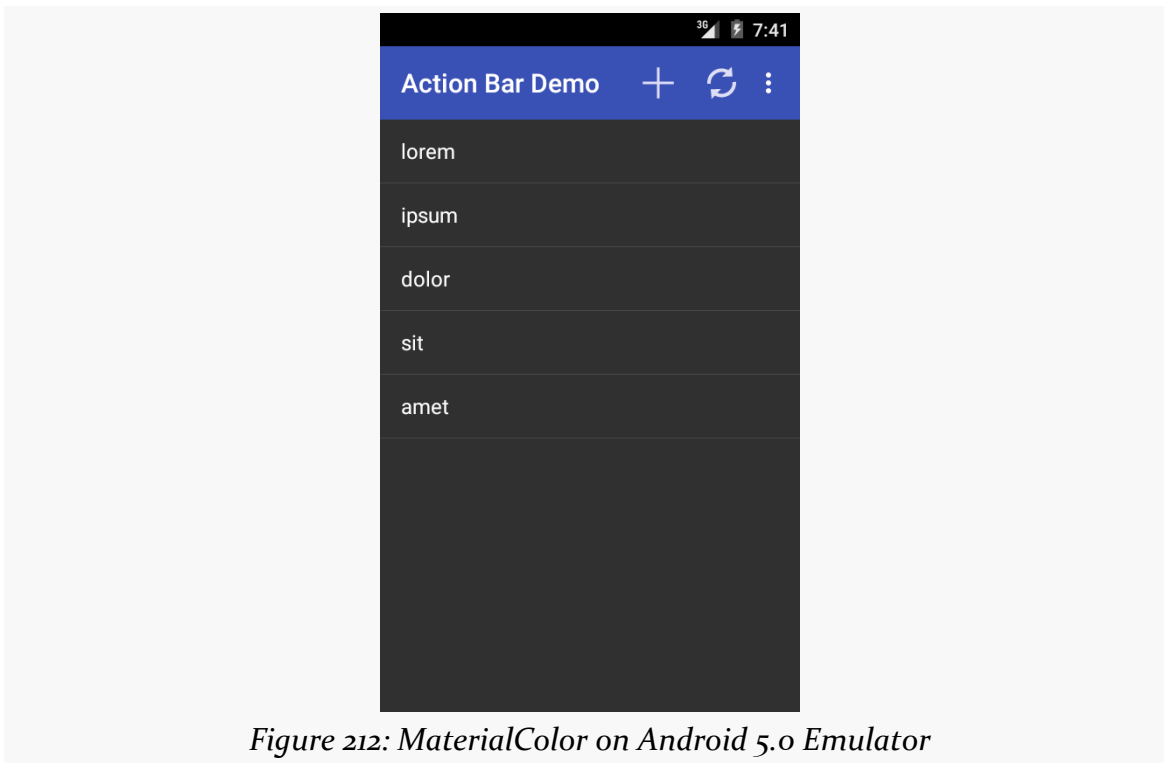 3G 7:41
Action Bar Demo
lorem
ipsum
dolor
sit
amet
Figure 212: MaterialColor on Android 5.0 Emulator